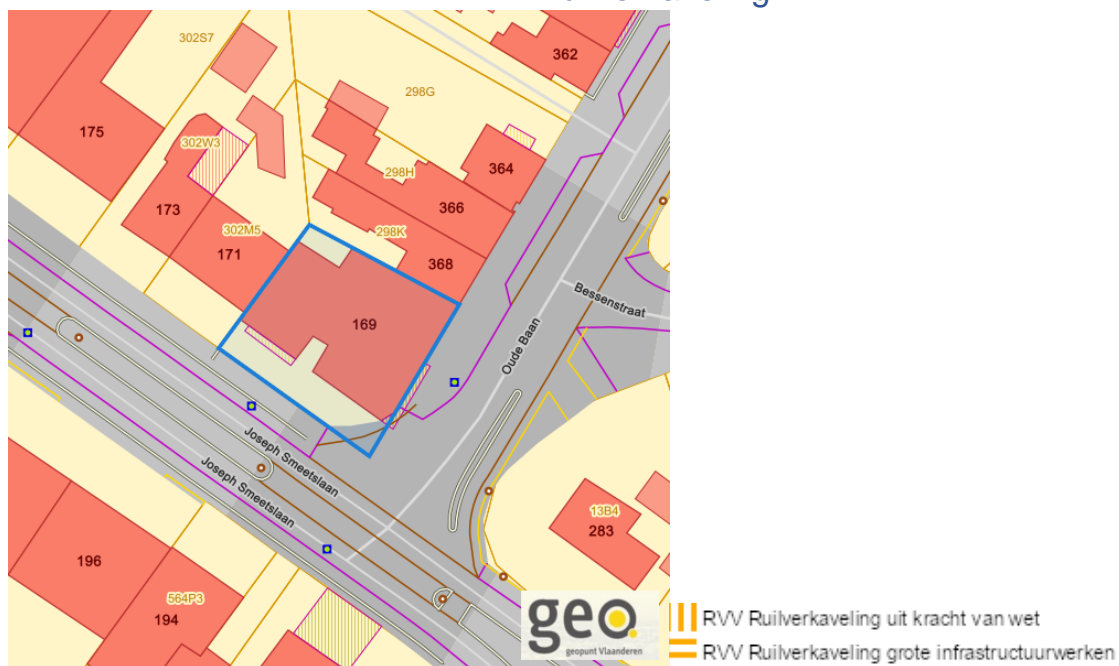 302S7
362
298G
175
302W3
364
298H
173
366
302M5
298K
171
368
Bessenstraat
169
Oude Baan
Joseph Smeetslaan
Joseph Smeetslaan
13B4
283
196
564P3
194
geo.
geopunt Vlaanderen
RVV Ruilverkaveling uit kracht van wet
RVV Ruilverkaveling grote infrastructuurwerken